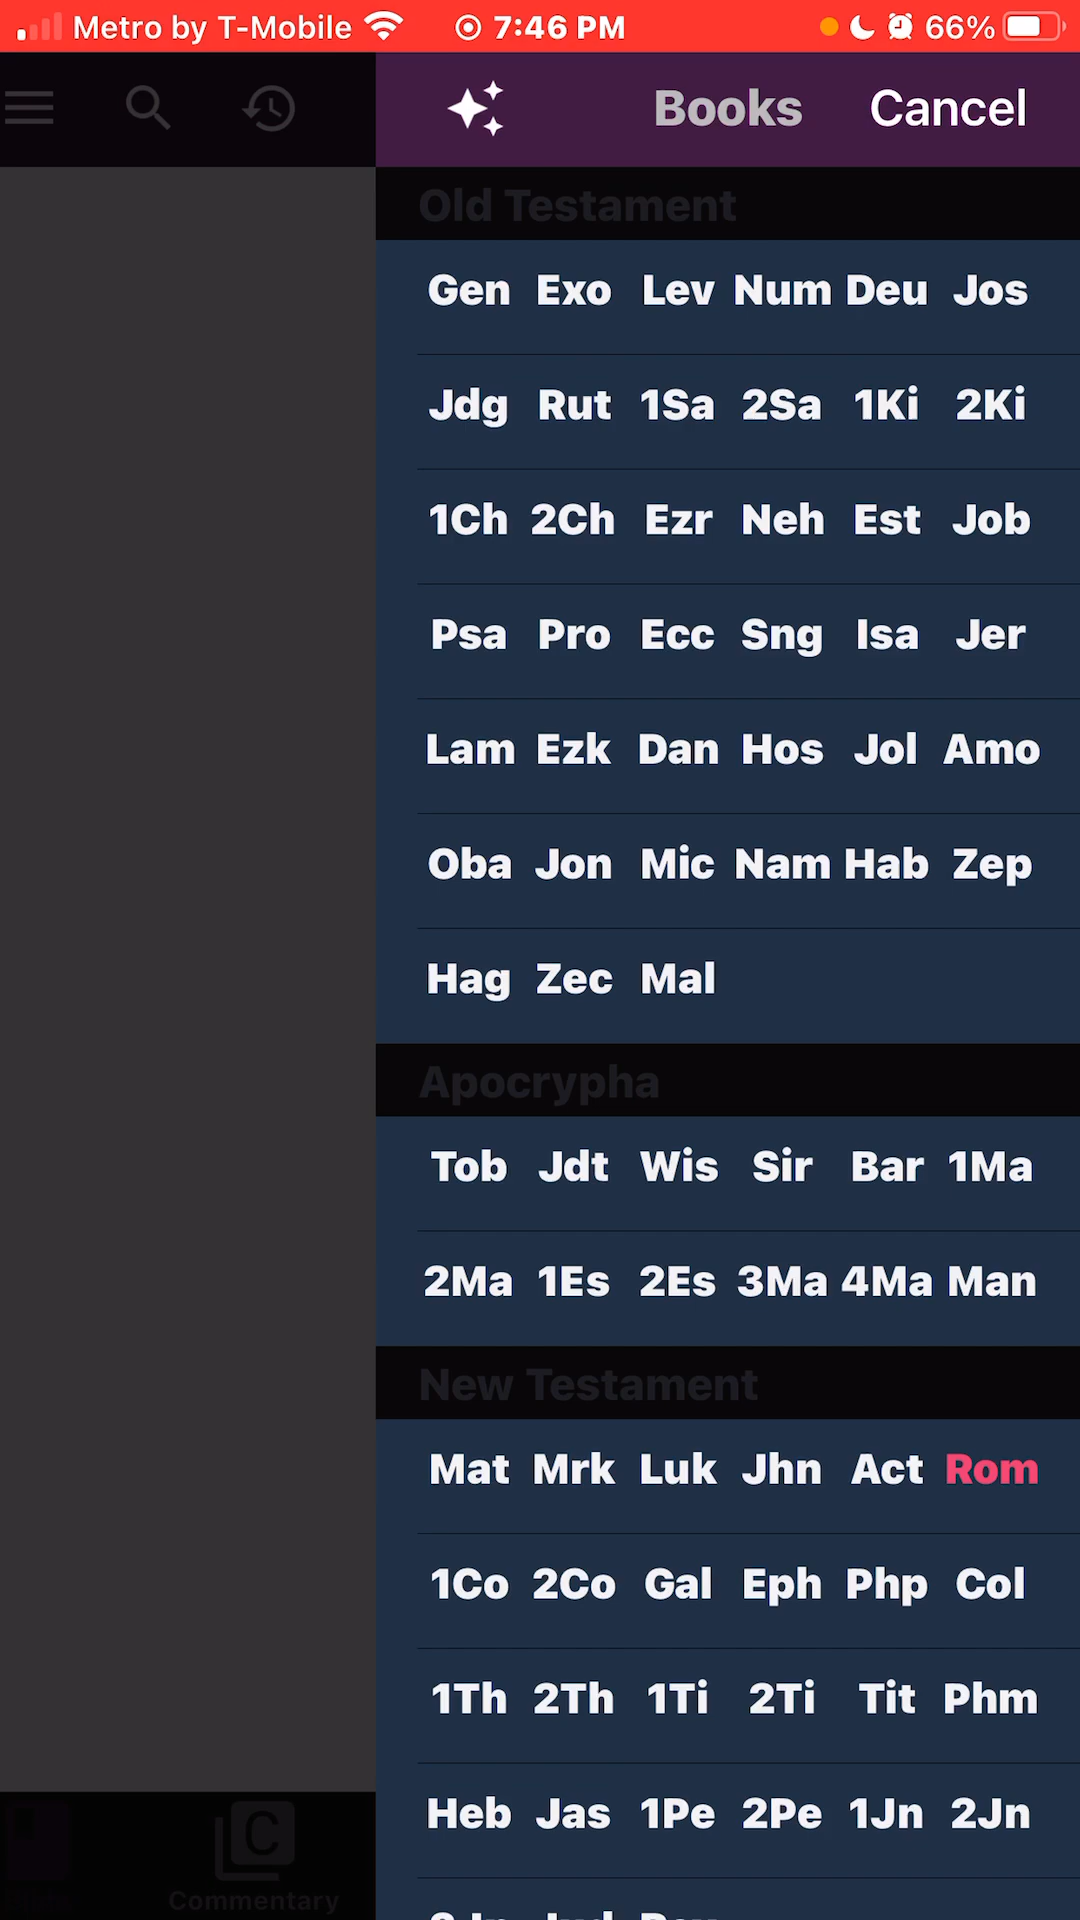 Metro by T-Mobile 7:46 PM 66%
Books Cancel
Old Testament
Gen Exo Lev Num Deu Jos
Jdg Rut 1Sa 2Sa 1Ki 2Ki
1Ch 2Ch Ezr Neh Est Job
Psa Pro Ecc Sng Isa Jer
Lam Ezk Dan Hos Jol Amo
Oba Jon Mic Nam Hab Zep
Hag Zec Mal
Apocrypha
Tob Jdt Wis Sir Bar 1Ma
2Ma 1Es 2Es 3Ma 4Ma Man
New Testament
Mat Mrk Luk Jhn Act Rom
1Co 2Co Gal Eph Php Col
1Th 2Th 1Ti 2Ti Tit Phm
Heb Jas 1Pe 2Pe 1Jn 2Jn
C
Commentary